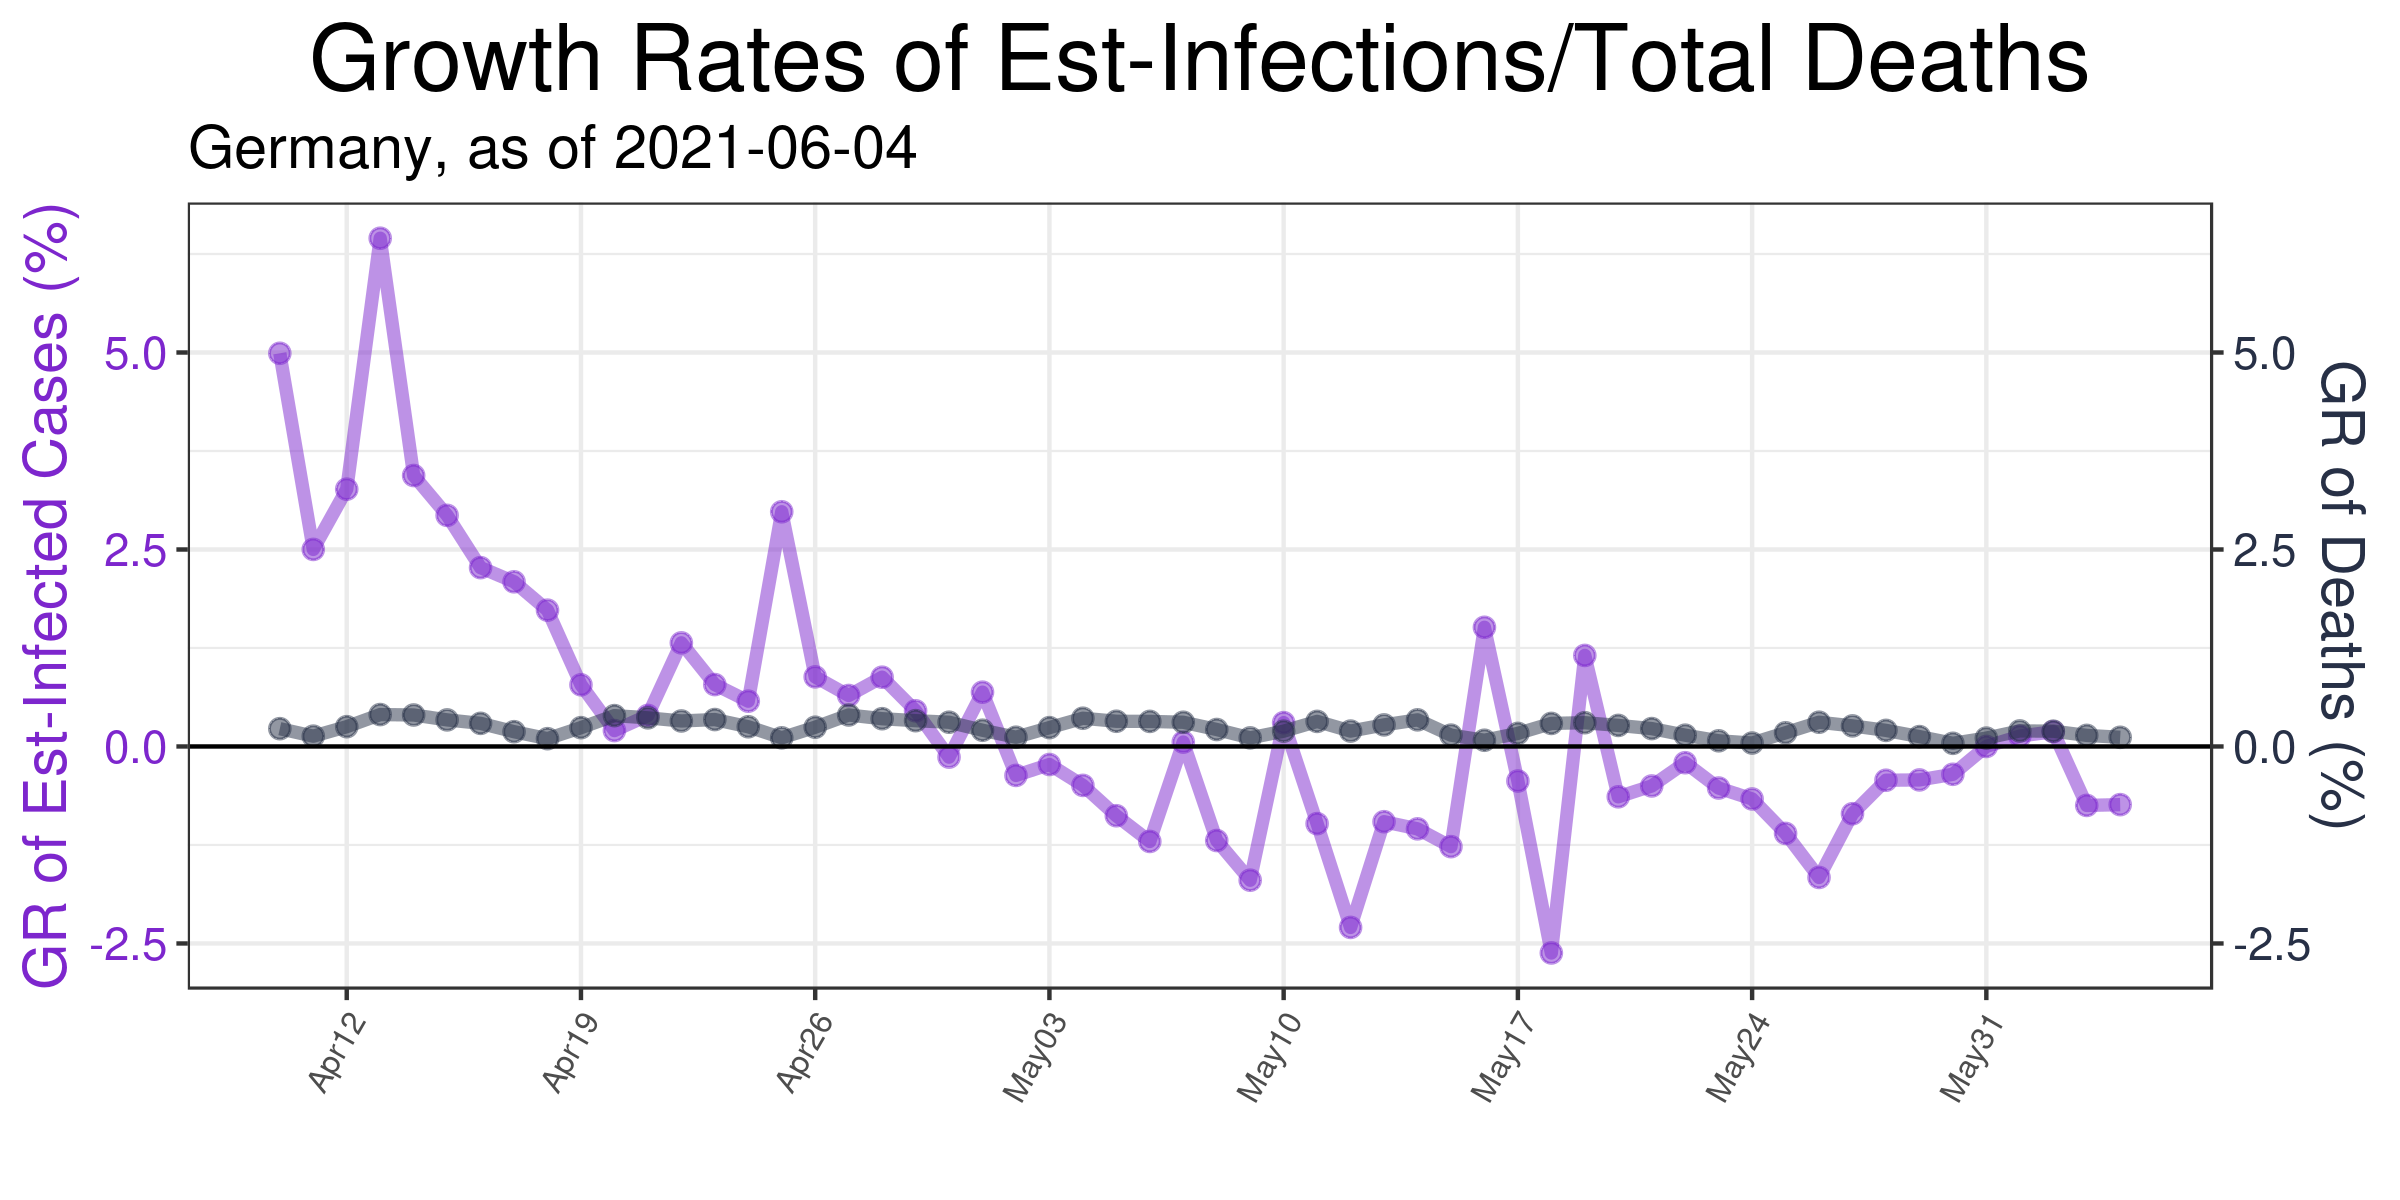 Growth Rates of Est-Infections/Total Deaths
Germany, as of 2021-06-04
GR of Est-Infected Cases (%)
5.0
2.5
0.0
-2.5
5.0
2.5
0.0
-2.5
GR of Deaths (%)
Apr12
Apr19
Apr26
May03
May10
May17
May24
May31